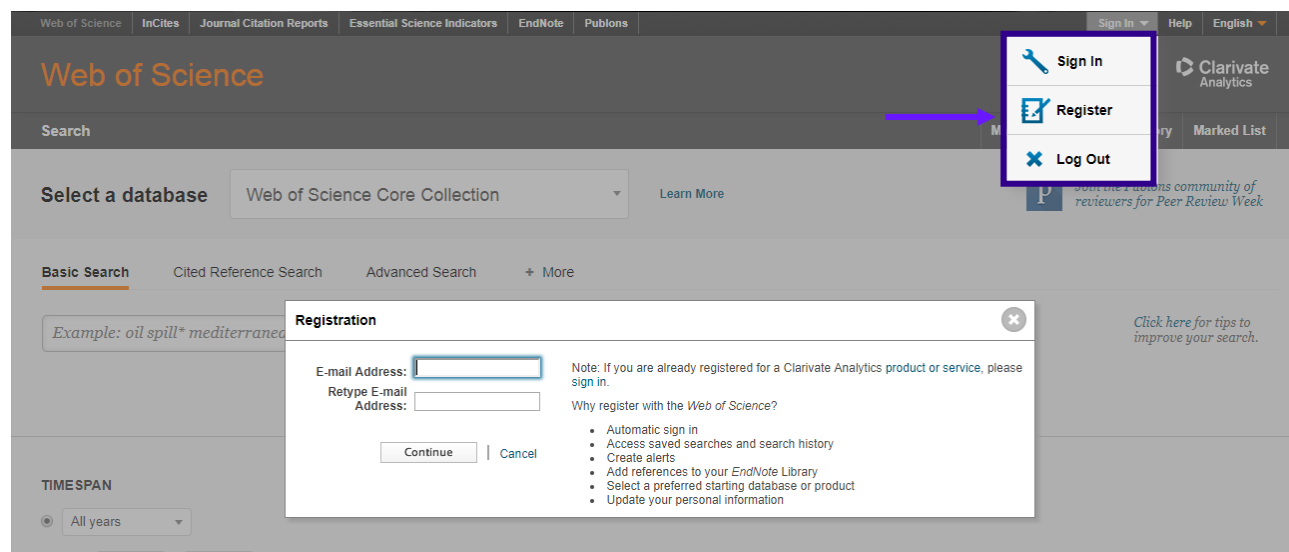 Web of Science InCites Journal Citation Reports Essential Science Indicators EndNote Publons Sign In Help English
Web of Science
Sign In
Register
Log Out
Clarivate
Analytics
Search
M
ry Marked List
Select a database Web of Science Core Collection Learn More
p
Join the Publons community of
reviewers for Peer Review Week
Basic Search Cited Reference Search Advanced Search + More
Example: oil spill* mediterranea
Click here for tips to
improve your search.
Registration
E-mail Address:
Retype E-mail
Address:
Continue | Cancel
Note: If you are already registered for a Clarivate Analytics product or service, please
sign in.
Why register with the Web of Science?
• Automatic sign in
• Access saved searches and search history
• Create alerts
• Add references to your EndNote Library
• Select a preferred starting database or product
• Update your personal information
TIMESPAN
All years